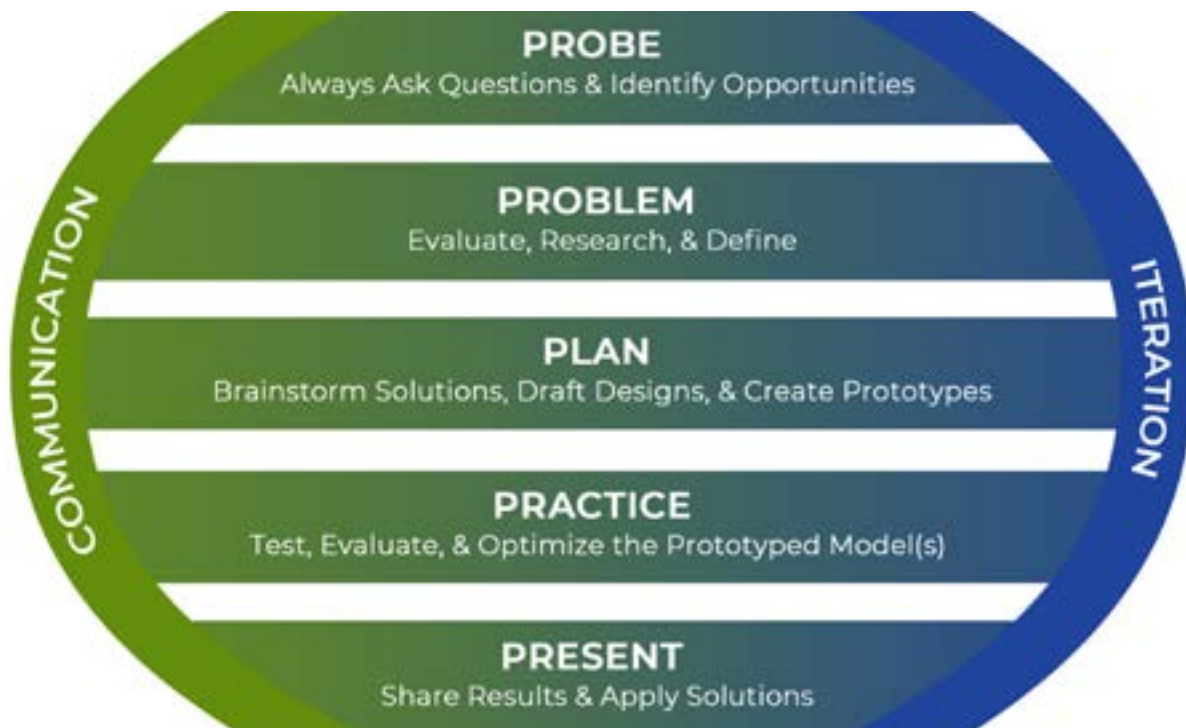 PROBE
Always Ask Questions & Identify Opportunities
PROBLEM
Evaluate, Research, & Define
PLAN
Brainstorm Solutions, Draft Designs, & Create Prototypes
PRACTICE
Test, Evaluate, & Optimize the Prototyped Model(s)
PRESENT
Share Results & Apply Solutions
COMMUNICATION
ITERATION